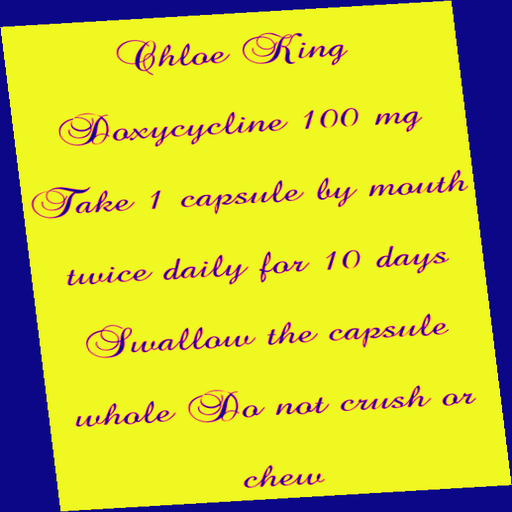 Chloe King
Doxycycline 100 mg
Take 1 capsule by mouth
twice daily for 10 days
Swallow the capsule
whole Do not crush or
chew